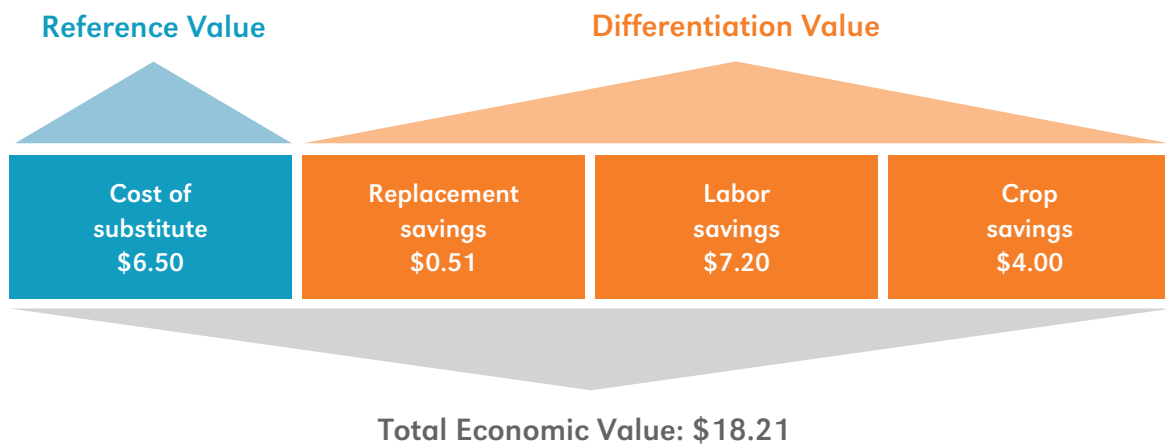 Reference Value
Differentiation Value
Cost of
substitute
$6.50
Replacement
savings
$0.51
Labor
savings
$7.20
Crop
savings
$4.00
Total Economic Value: $18.21